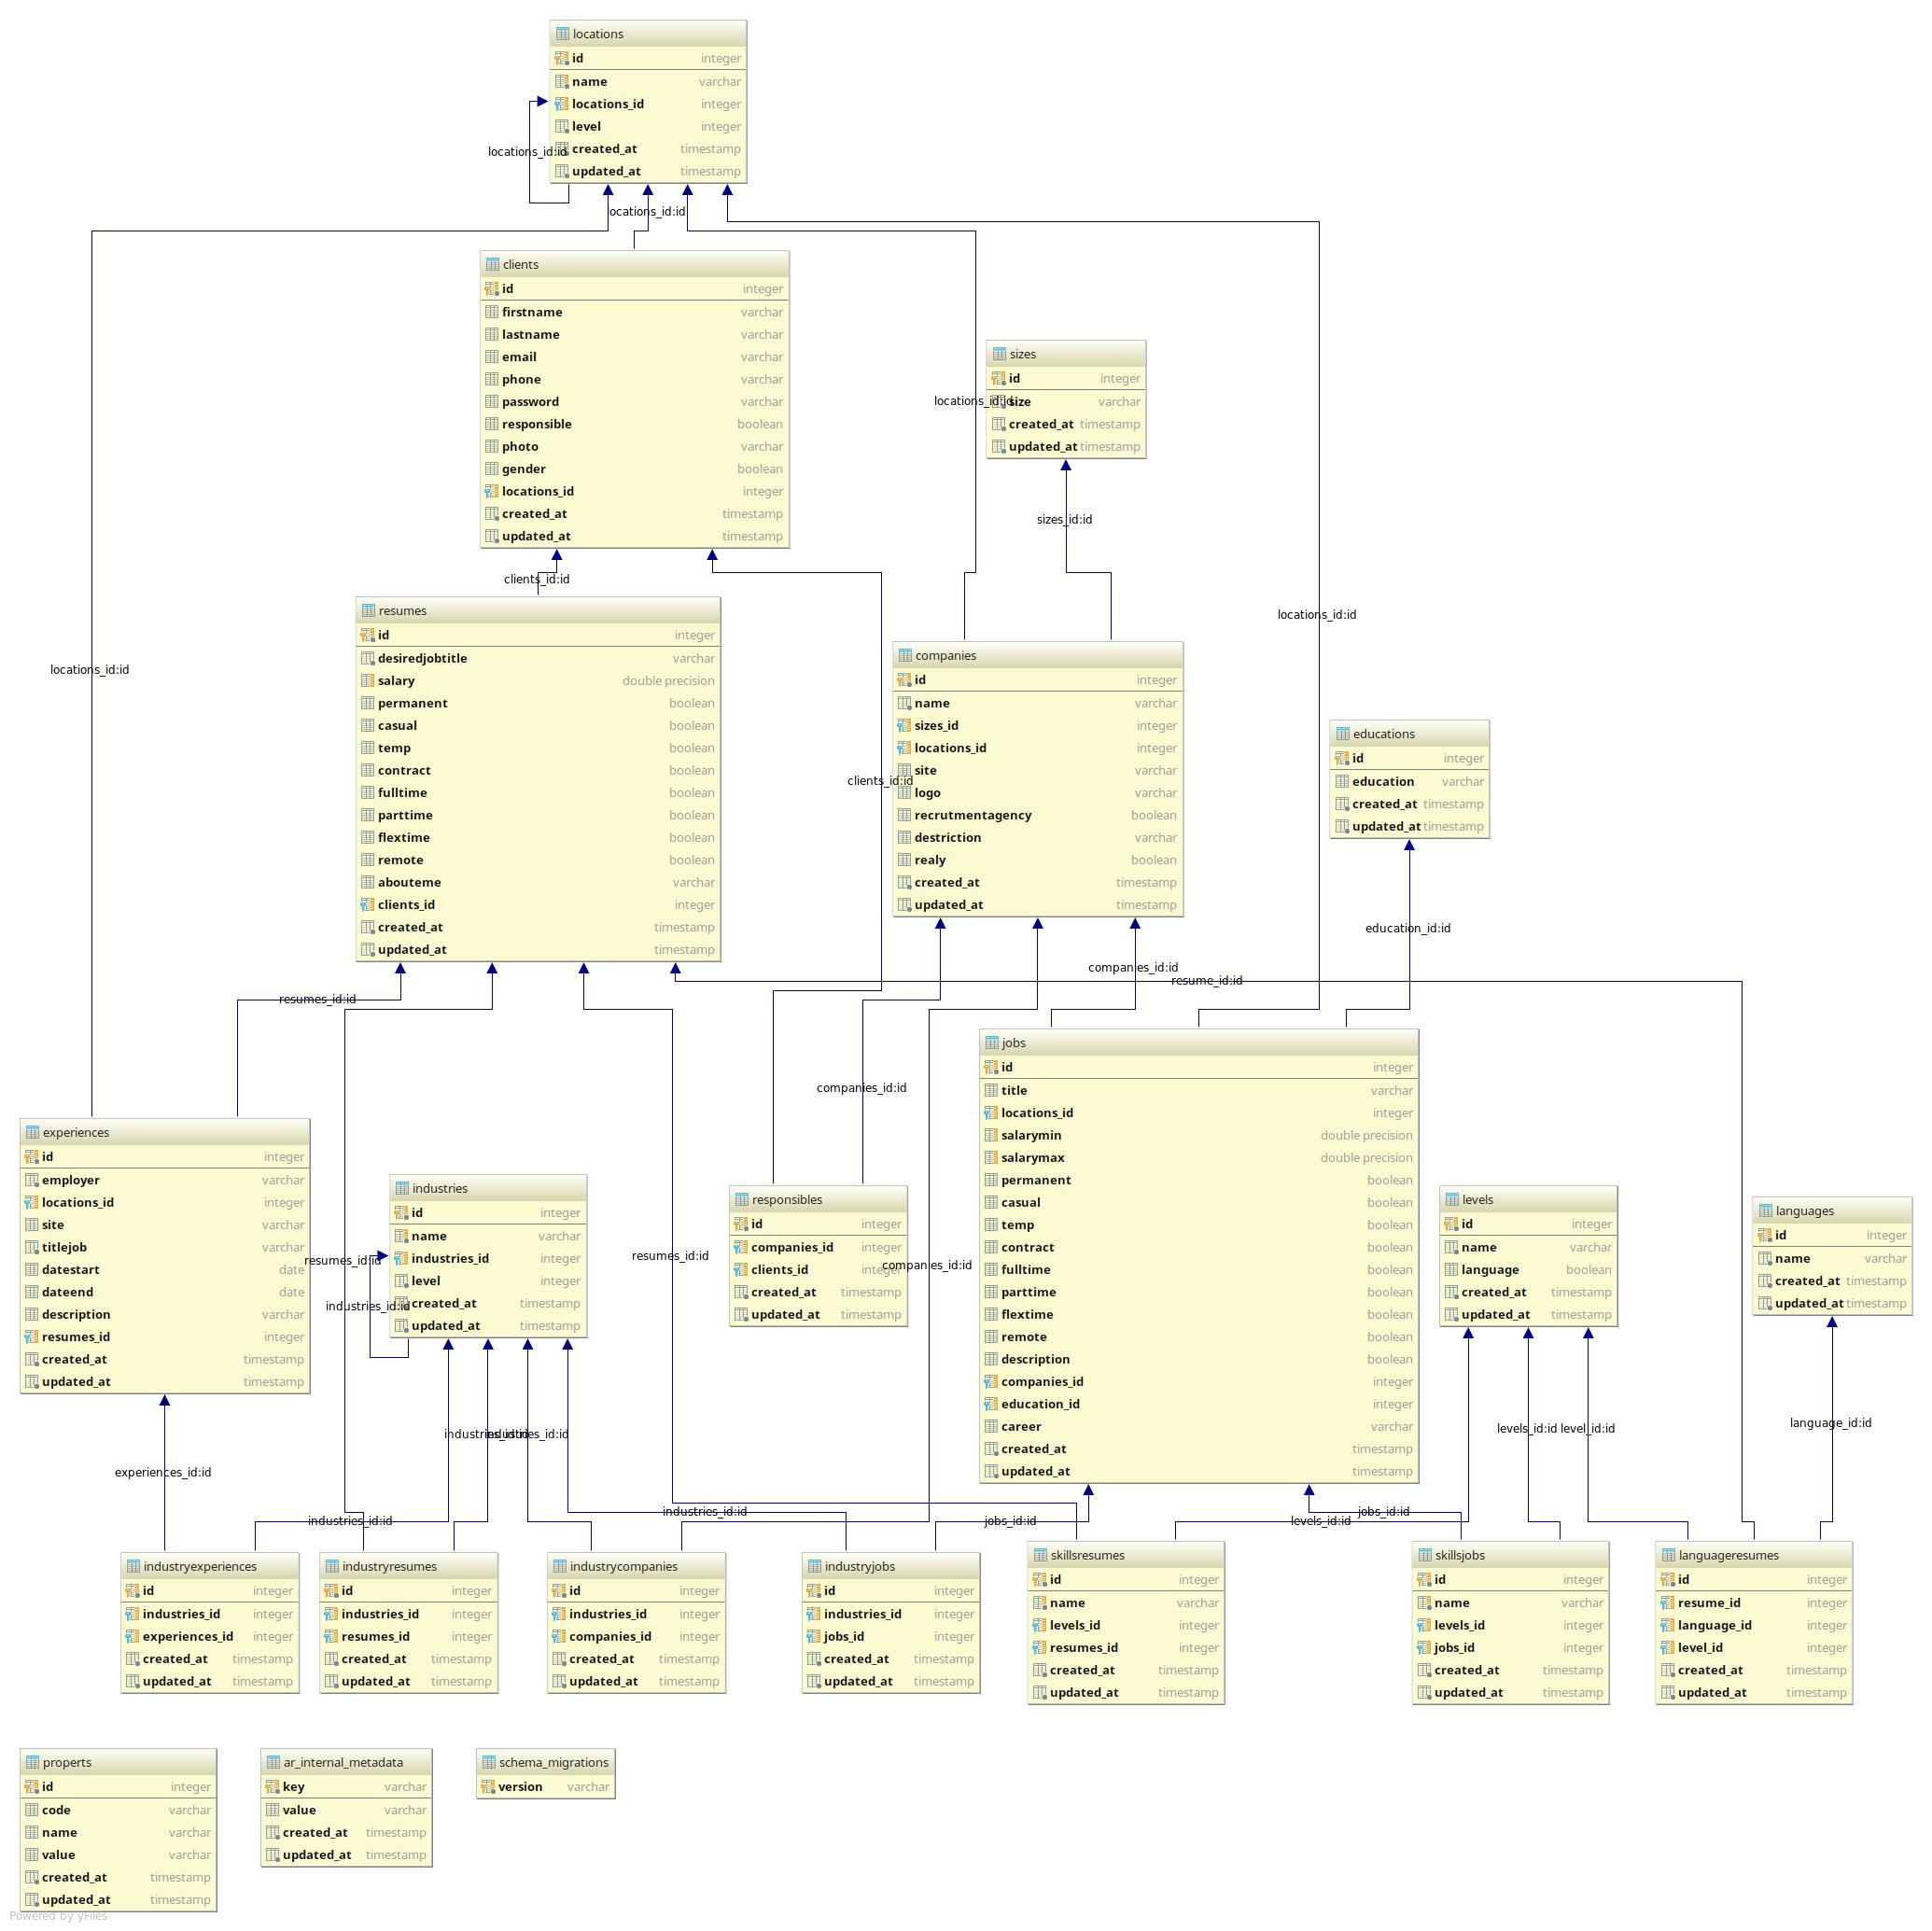 locations
id integer
name varchar
locations_id integer
level integer
created_at timestamp
updated_at timestamp
locations_id:id
locations_id:id
clients
id integer
firstname varchar
lastname varchar
email varchar
phone varchar
password varchar
responsible boolean
photo varchar
gender boolean
locations_id integer
created_at timestamp
updated_at timestamp
sizes
id integer
size varchar
created_at timestamp
updated_at timestamp
locations_id:id
sizes_id:id
clients_id:id
locations_id:id
locations_id:id
resumes
id integer
desiredjobtitle varchar
salary double precision
permanent boolean
casual boolean
temp boolean
contract boolean
fulltime boolean
parttime boolean
flextime boolean
remote boolean
abouteme varchar
clients_id integer
created_at timestamp
updated_at timestamp
clients_id:id
companies
id integer
name varchar
sizes_id integer
locations_id integer
site varchar
logo varchar
recrutmentagency boolean
destriction varchar
realy boolean
created_at timestamp
updated_at timestamp
educations
id integer
education varchar
created_at timestamp
updated_at timestamp
education_id:id
companies_id:id
resume_id:id
resumes_id:id
companies_id:id
jobs
id integer
title varchar
locations_id integer
salarymin double precision
salarymax double precision
permanent boolean
casual boolean
temp boolean
contract boolean
fulltime boolean
parttime boolean
flextime boolean
remote boolean
description boolean
companies_id integer
education_id integer
career varchar
created_at timestamp
updated_at timestamp
experiences
id integer
employer varchar
locations_id integer
site varchar
titlejob varchar
datestart date
dateend date
description varchar
resumes_id integer
created_at timestamp
updated_at timestamp
industries
id integer
name varchar
industries_id integer
level integer
created_at timestamp
updated_at timestamp
resumes_id:id
industries_id:id
resumes_id:id
responsibles
id integer
companies_id integer
clients_id integer
created_at timestamp
updated_at timestamp
companies_id:id
levels
id integer
name varchar
language boolean
created_at timestamp
updated_at timestamp
languages
id integer
name varchar
created_at timestamp
updated_at timestamp
language_id:id
levels_id:id
level_id:id
industries_id:id
industries_id:id
experiences_id:id
industries_id:id
industries_id:id
jobs_id:id
levels_id:id
jobs_id:id
industryexperiences
id integer
industries_id integer
experiences_id integer
created_at timestamp
updated_at timestamp
industryresumes
id integer
industries_id integer
resumes_id integer
created_at timestamp
updated_at timestamp
industrycompanies
id integer
industries_id integer
companies_id integer
created_at timestamp
updated_at timestamp
industryjobs
id integer
industries_id integer
jobs_id integer
created_at timestamp
updated_at timestamp
skillsresumes
id integer
name varchar
levels_id integer
resumes_id integer
created_at timestamp
updated_at timestamp
skillsjobs
id integer
name varchar
levels_id integer
jobs_id integer
created_at timestamp
updated_at timestamp
languageresumes
id integer
resume_id integer
language_id integer
level_id integer
created_at timestamp
updated_at timestamp
properts
id integer
code varchar
name varchar
value varchar
created_at timestamp
updated_at timestamp
ar_internal_metadata
key varchar
value varchar
created_at timestamp
updated_at timestamp
schema_migrations
version varchar
Powered by yFiles